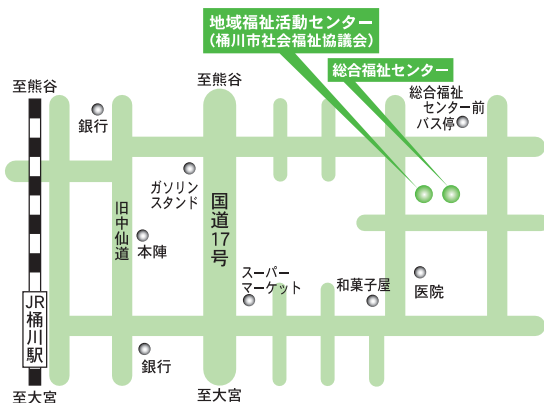 地域福祉活動センター
(桶川市社会福祉協議会)
総合福祉センター
至熊谷
至熊谷
総合福祉
センター前
バス停
銀行
ガソリン
スタンド
旧中仙道
国道17号
本陣
スーパー
マーケット
和菓子屋
医院
JR桶川駅
銀行
至大宮
至大宮